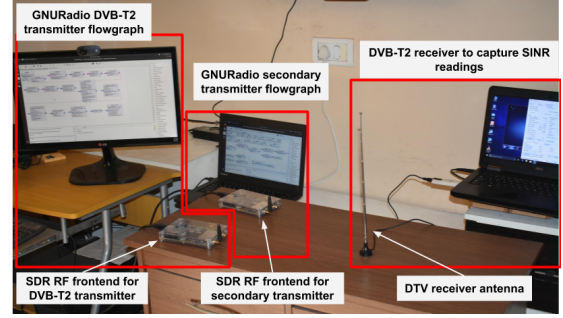 GNURadio DVB-T2
transmitter flowgraph
GNURadio secondary
transmitter flowgraph
DVB-T2 receiver to capture SINR
readings
SDR RF frontend for
DVB-T2 transmitter
SDR RF frontend for
secondary transmitter
DTV receiver antenna